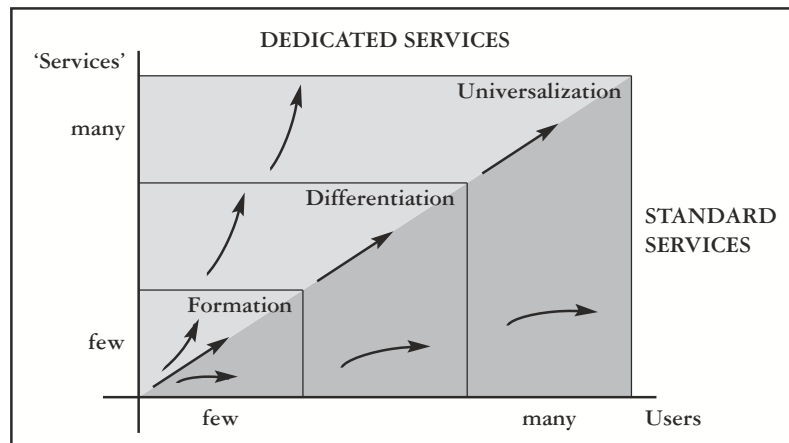 DEDICATED SERVICES
‘Services’
Universalization
many
Differentiation
STANDARD
SERVICES
Formation
few
few
many
Users